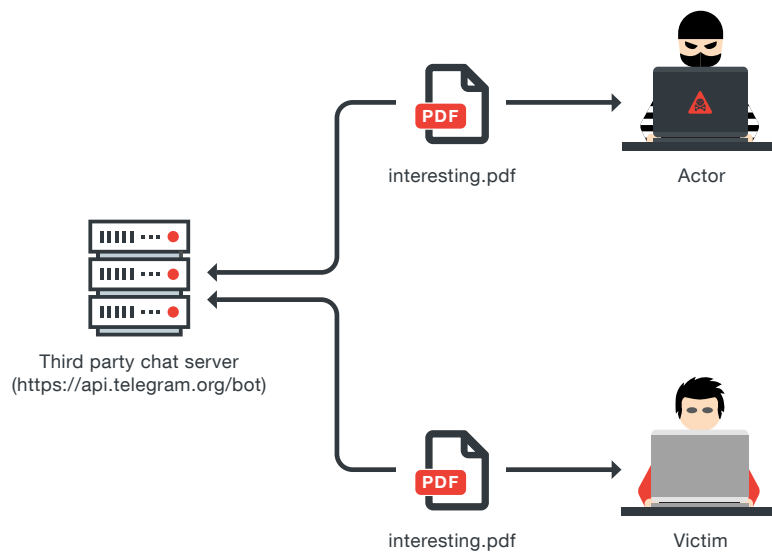 PDF
interesting.pdf
Actor
Third party chat server
(https://api.telegram.org/bot)
PDF
interesting.pdf
Victim